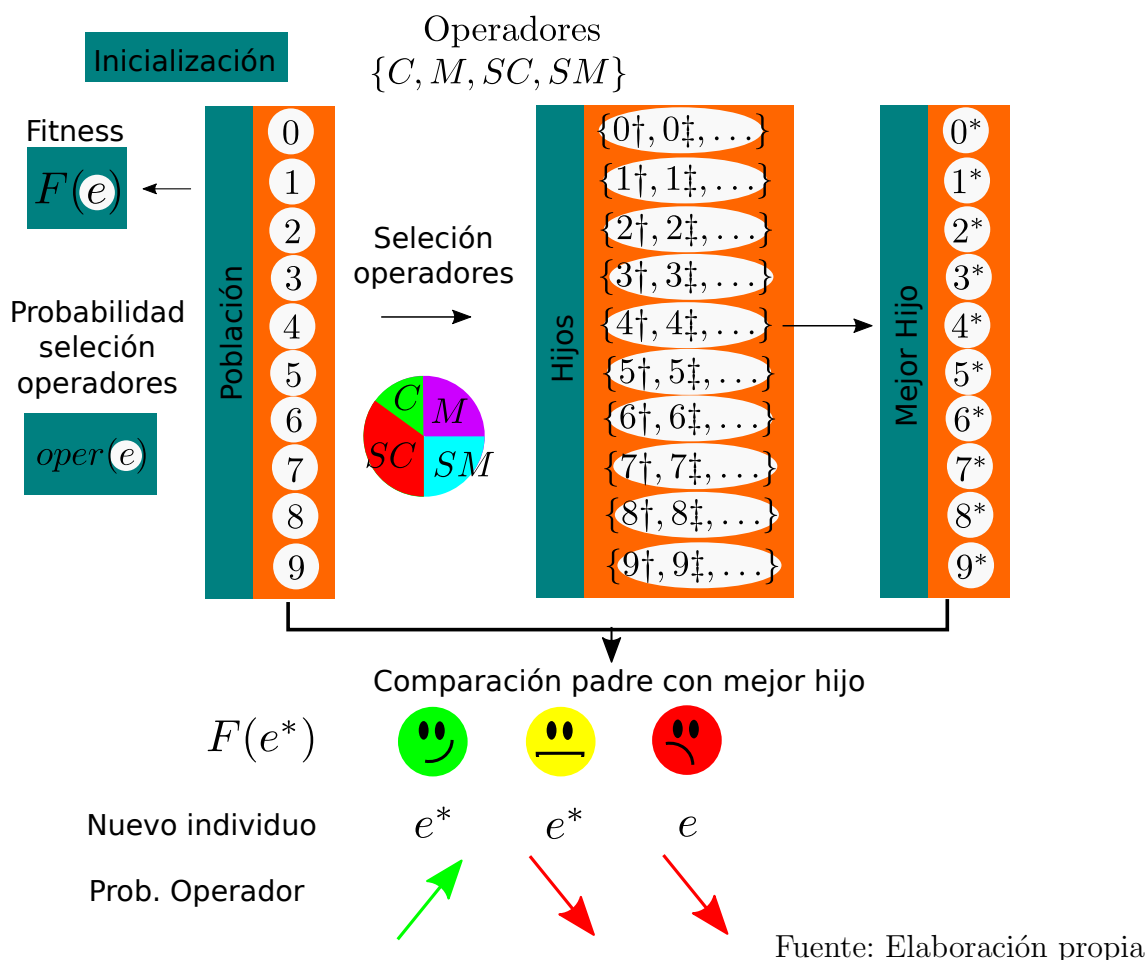 Operadores
{C, M, SC, SM}
Inicialización
Fitness
F(e)
Probabilidad
seleción
operadores
oper(e)
Población
0
1
2
3
4
5
6
7
8
9
Seleción
operadores
C
M
SC
SM
Hijos
{0†, 0‡, . . .}
{1†, 1‡, . . .}
{2†, 2‡, . . .}
{3†, 3‡, . . .}
{4†, 4‡, . . .}
{5†, 5‡, . . .}
{6†, 6‡, . . .}
{7†, 7‡, . . .}
{8†, 8‡, . . .}
{9†, 9‡, . . .}
Mejor Hijo
0*
1*
2*
3*
4*
5*
6*
7*
8*
9*
Comparación padre con mejor hijo
F(e*)
Nuevo individuo e* e* e
Prob. Operador
Fuente: Elaboración propia